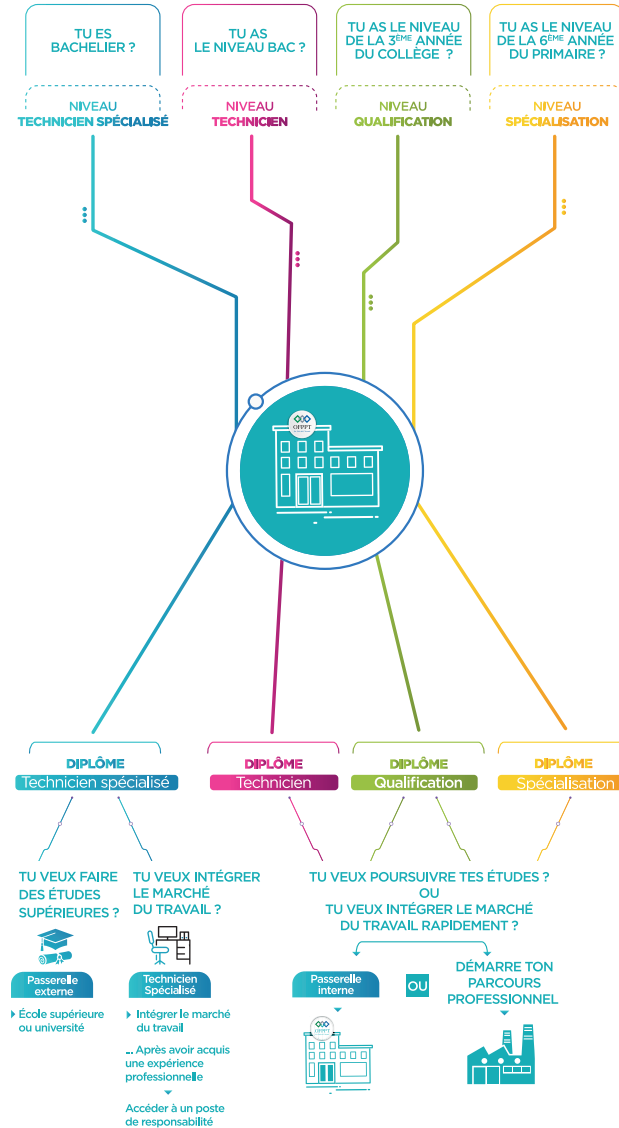 TU ES
BACHELIER ?
TU AS
LE NIVEAU BAC ?
TU AS LE NIVEAU
DE LA 3ÈME ANNÉE
DU COLLÈGE ?
TU AS LE NIVEAU
DE LA 6ÈME ANNÉE
DU PRIMAIRE ?
NIVEAU
TECHNICIEN SPÉCIALISÉ
NIVEAU
TECHNICIEN
NIVEAU
QUALIFICATION
NIVEAU
SPÉCIALISATION
OFPPT
DIPLÔME
Technicien spécialisé
DIPLÔME
Technicien
DIPLÔME
Qualification
DIPLÔME
Spécialisation
TU VEUX FAIRE
DES ÉTUDES
SUPÉRIEURES ?
Passerelle
externe
École supérieure
ou université
TU VEUX INTÉGRER
LE MARCHÉ
DU TRAVAIL ?
Technicien
Spécialisé
Intégrer le marché
du travail
... Après avoir acquis
une expérience
professionnelle
Accéder à un poste
de responsabilité
TU VEUX POURSUIVRE TES ÉTUDES ?
OU
TU VEUX INTÉGRER LE MARCHÉ
DU TRAVAIL RAPIDEMENT ?
Passerelle
interne
OFPPT
OU
DÉMARRE TON
PARCOURS
PROFESSIONNEL